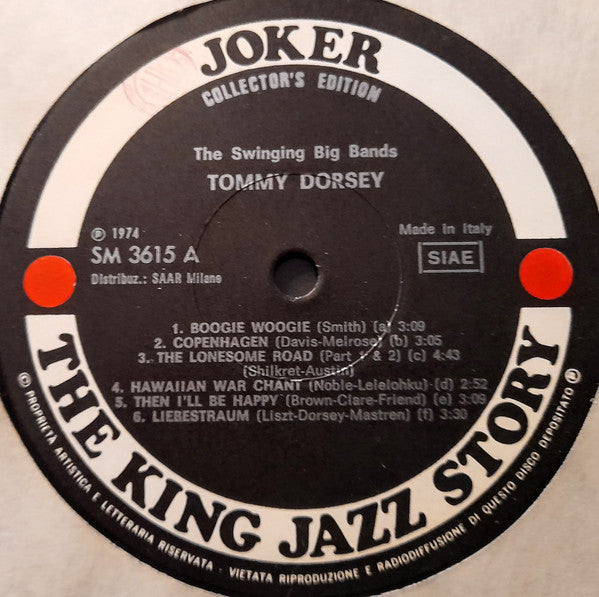 JOKER
COLLECTOR'S EDITION
The Swinging Big Bands
TOMMY DORSEY
℗ 1974
SM 3615 A
Distribuz.: SAAR Milano
Made in Italy
SIAE
1. BOOGIE WOOGIE (Smith) (a) 3:09
2. COPENHAGEN (Davis-Melrose) (b) 3:05
3. THE LONESOME ROAD (Part 1 & 2) (c) 4:43
(Shilkret-Austin)
4. HAWAIIAN WAR CHANT (Noble-Lelelohku) (d) 2:52
5. THEN I'LL BE HAPPY (Brown-Clare-Friend) (e) 3:09
6. LIEBESTRAUM (Liszt-Dorsey-Mastren) (f) 3:30
THE KING JAZZ STORY
© PROPRIETA ARTISTICA E LETTERARIA RISERVATA - VIETATA RIPRODUZIONE E RADIODIFFUSIONE DI QUESTO DISCO DEPOSITATO ℗